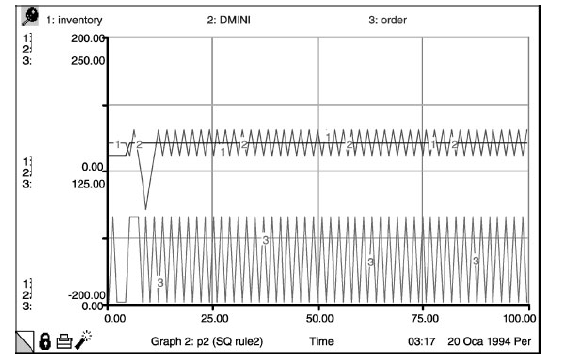 1: inventory 2: DMINI 3: order
1: 200.00
2:
3: 250.00
1: 0.00
2:
3: 125.00
1: -200.00
2:
3: 0.00
1 2 1 2 1 2 1 2
3 3 3 3
0.00 25.00 50.00 75.00 100.00
Graph 2: p2 (SQ rule2) Time 03:17 20 Oca 1994 Per